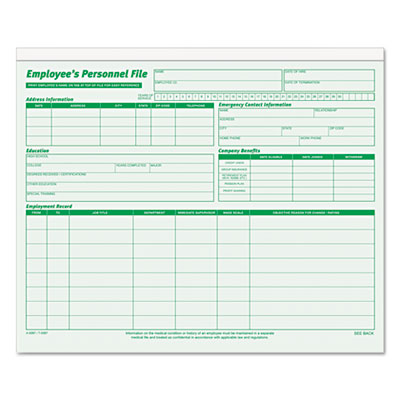 Employee's Personnel File
PRINT EMPLOYEE'S NAME ON TAB AT TOP OF FILE FOR EASY REFERENCE
NAME
DATE OF HIRE
EMPLOYEE I.D.
DATE OF TERMINATION
YEARS OF SERVICE
1 2 3 4 5 6 7 8 9 10 11 12 13 14 15 16 17 18 19 20 21 22 23 24 25 26 27 28 29 30
Address Information
DATE ADDRESS CITY STATE ZIP CODE TELEPHONE
Emergency Contact Information
NAME RELATIONSHIP
ADDRESS
CITY STATE ZIP CODE
HOME PHONE WORK PHONE
Education
HIGH SCHOOL
COLLEGE YEARS COMPLETED MAJOR
DEGREES RECEIVED / CERTIFICATIONS
OTHER EDUCATION
SPECIAL TRAINING
Company Benefits
DATE ELIGIBLE DATE JOINED WITHDREW
CREDIT UNION
GROUP INSURANCE
PENSION PLAN
PROFIT SHARING
Employment Record
FROM TO JOB TITLE DEPARTMENT IMMEDIATE SUPERVISOR WAGE SCALE OBJECTIVE REASONS FOR CHANGE - RATING
Information on the medical condition or history of an employee must be maintained in a separate
medical file and treated as confidential in accordance with applicable law and regulations.
SEE BACK